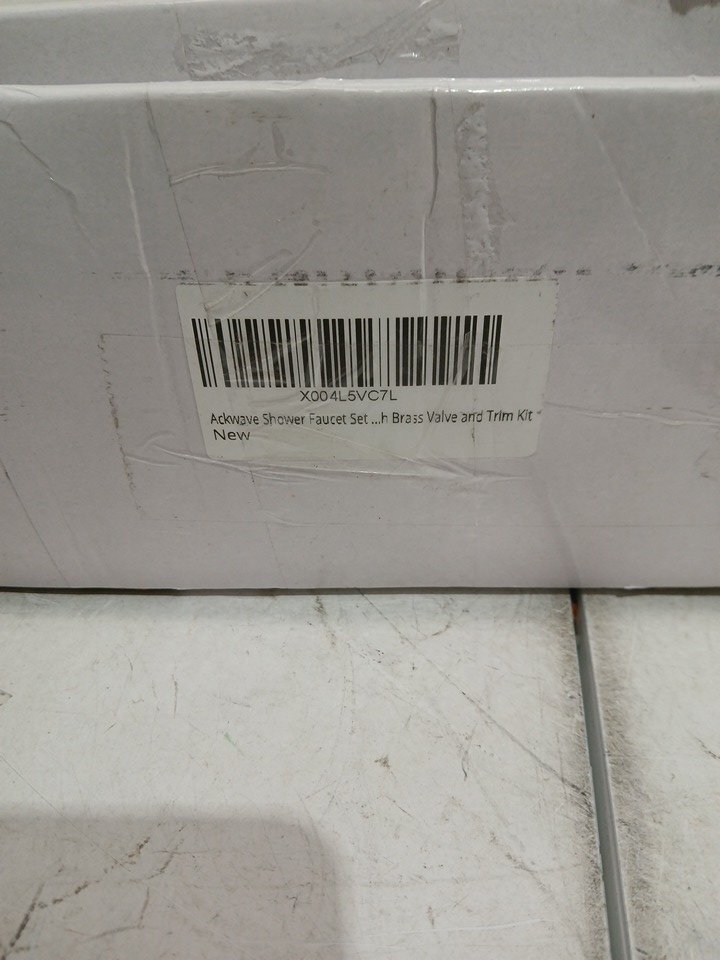 X004L5VC7L
Ackwave Shower Faucet Set ...h Brass Valve and Trim Kit
New